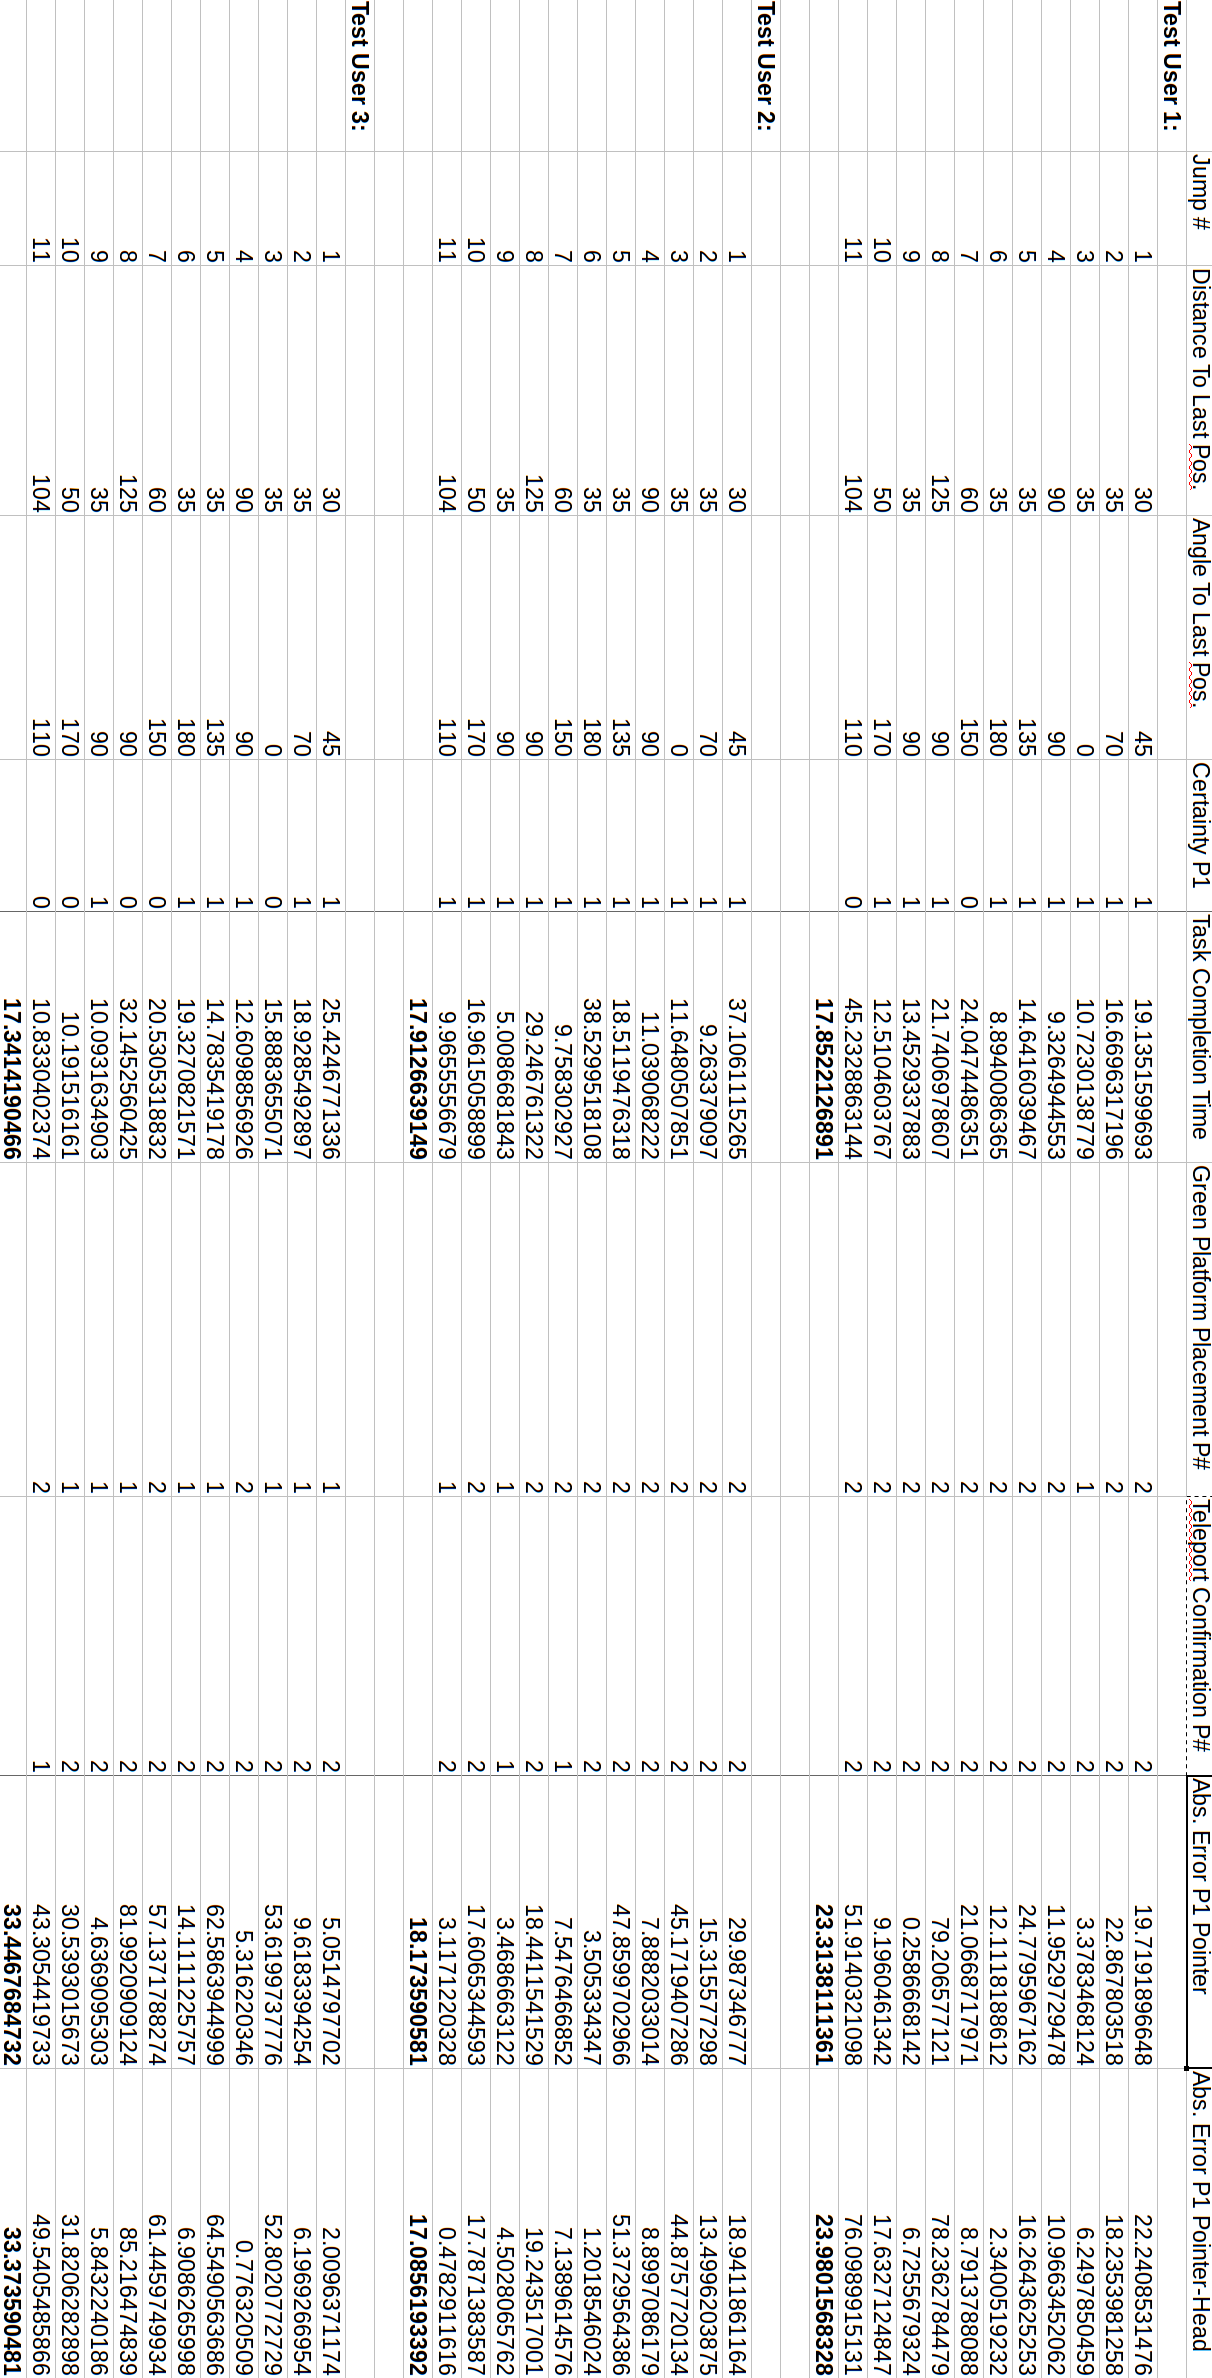 Jump # Distance To Last Pos. Angle To Last Pos. Certainty P1 Task Completion Time Green Platform Placement P# Teleport Confirmation P# Abs. Error P1 Pointer Abs. Error P1 Pointer-Head
Test User 1:
1 30 45 1 19.1351599693 2 2 19.7191896648 22.2408531476
2 35 70 1 16.6696317196 2 2 22.867803518 18.2353981258
3 35 0 1 10.7230138779 1 2 3.3783468124 6.2497850459
4 90 90 1 9.3264944553 2 2 11.9529729478 10.9663452062
5 35 135 1 14.6416039467 2 2 24.7795967162 16.2643625253
6 35 180 1 8.8940086365 2 2 12.1118188612 2.3400519232
7 60 150 0 24.0474486351 2 2 21.0668717971 8.7913788088
8 125 90 1 21.7406978607 2 2 79.206577121 78.2362784479
9 35 90 1 13.4529337883 2 2 0.2586668142 6.7255679324
10 50 170 1 12.5104603767 2 2 9.1960461342 17.6327124847
11 104 110 0 45.2328863144 2 2 51.9140321098 76.0989915131
17.8522126891 23.3138111361 23.9801568328
Test User 2:
1 30 45 1 37.1061115265 2 2 29.987346777 18.9411861164
2 35 70 1 9.263379097 2 2 15.315577298 13.4996203875
3 35 0 1 11.6480507851 2 2 45.1719407286 44.8757720134
4 90 90 1 11.039068222 2 2 7.8882033014 8.8997086179
5 35 135 1 18.5119476318 2 2 47.8599702966 51.3729564386
6 35 180 1 38.5299518108 2 2 3.505334347 1.2018546024
7 60 150 1 9.758302927 2 1 7.5476466852 7.1389614576
8 125 90 1 29.246761322 2 2 18.4411541529 19.243517001
9 35 90 1 5.0086681843 1 1 3.4686663122 4.5028065762
10 50 170 1 16.9615058899 2 2 17.6065344593 17.7871383587
11 104 110 1 9.9655556679 1 2 3.1171220328 0.4782911616
17.9126639149 18.173590581 17.0856193392
Test User 3:
1 30 45 1 25.4246771336 1 2 5.0514797702 2.0096371174
2 35 70 1 18.9285492897 1 2 9.6183394254 6.1969266954
3 35 0 0 15.8883655071 1 2 53.6199737776 52.8020772729
4 90 90 1 12.6098856926 2 2 5.316220346 0.776320509
5 35 135 1 14.7835419178 1 2 62.5863944999 64.5490563686
6 35 180 1 19.3270821571 1 2 14.1111225757 6.9086265998
7 60 150 0 20.5305318832 2 2 57.1371788274 61.4459749934
8 125 90 0 32.1452560425 1 2 81.9920909124 85.216474839
9 35 90 1 10.0931634903 1 2 4.6369095303 5.8432240186
10 50 170 0 10.191516161 1 2 30.5393015673 31.8206282898
11 104 110 0 10.8330402374 2 1 43.3054419733 49.5405485866
17.3414190466 33.4467684732 33.373590481